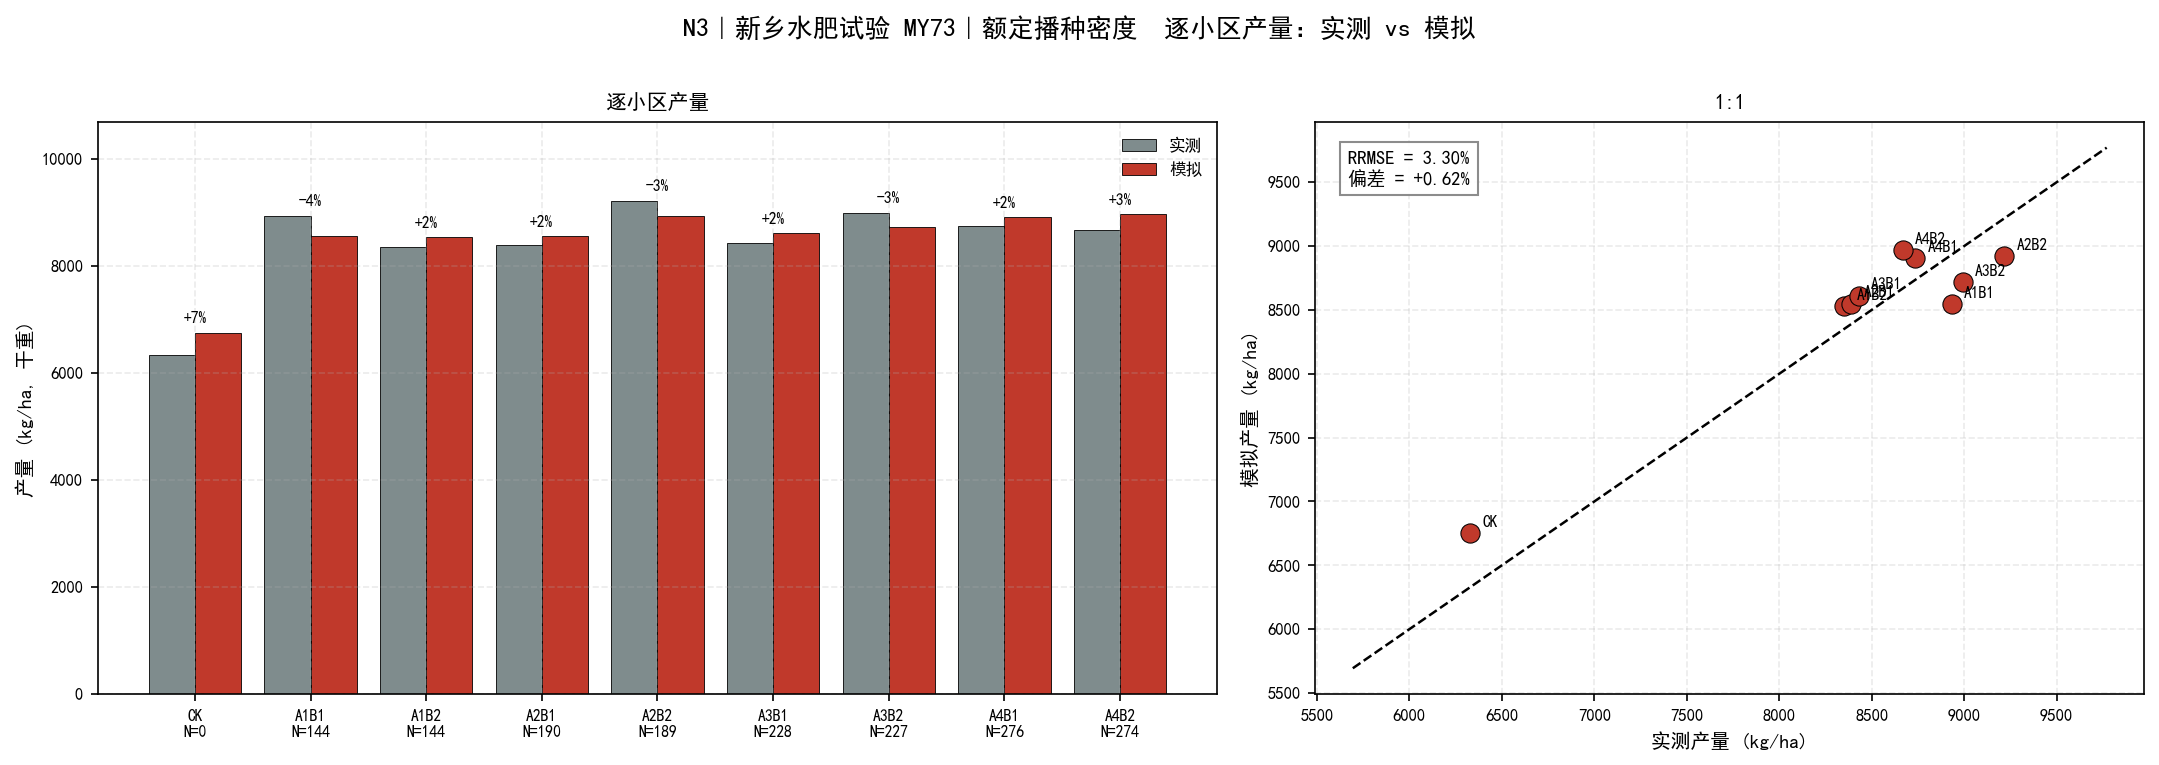 N3｜新乡水肥试验 MY73｜额定播种密度  逐小区产量：实测 vs 模拟
逐小区产量
产量 (kg/ha, 干重)
10000
8000
6000
4000
2000
0
实测
模拟
+7%
−4%
+2%
+2%
−3%
+2%
−3%
+2%
+3%
CK
N=0
A1B1
N=144
A1B2
N=144
A2B1
N=190
A2B2
N=189
A3B1
N=228
A3B2
N=227
A4B1
N=276
A4B2
N=274
1:1
RRMSE = 3.30%
偏差 = +0.62%
模拟产量 (kg/ha)
9500
9000
8500
8000
7500
7000
6500
6000
5500
A4B2
A4B1
A2B2
A3B2
A3B1
A2B1
A1B2
A1B1
CK
5500
6000
6500
7000
7500
8000
8500
9000
9500
实测产量 (kg/ha)